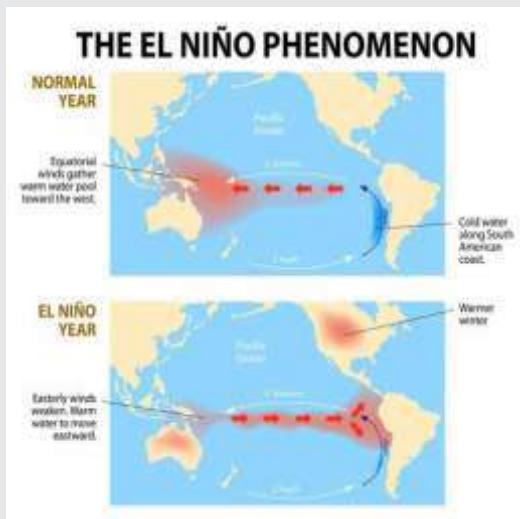 THE EL NIÑO PHENOMENON
NORMAL
YEAR
Pacific
Ocean
Equatorial
winds gather
warm water pool
toward the west.
Cold water
along South
American
coast.
EL NIÑO
YEAR
Warmer
winter
Pacific
Ocean
Easterly winds
weaken. Warm
water to move
eastward.